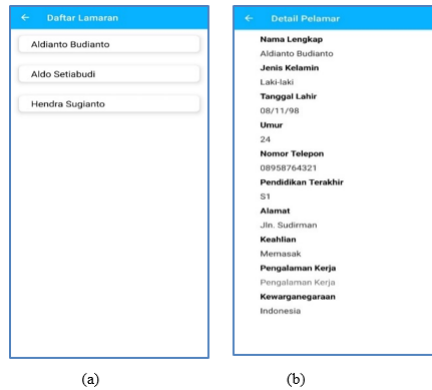 Daftar Lamaran
Aldianto Budianto
Aldo Setiabudi
Hendra Sugianto
(a)
Detail Pelamar
Nama Lengkap
Aldianto Budianto
Jenis Kelamin
Laki-laki
Tanggal Lahir
08/11/98
Umur
24
Nomor Telepon
08958764321
Pendidikan Terakhir
S1
Alamat
Jln. Sudirman
Keahlian
Memasak
Pengalaman Kerja
Pengalaman Kerja
Kewarganegaraan
Indonesia
(b)